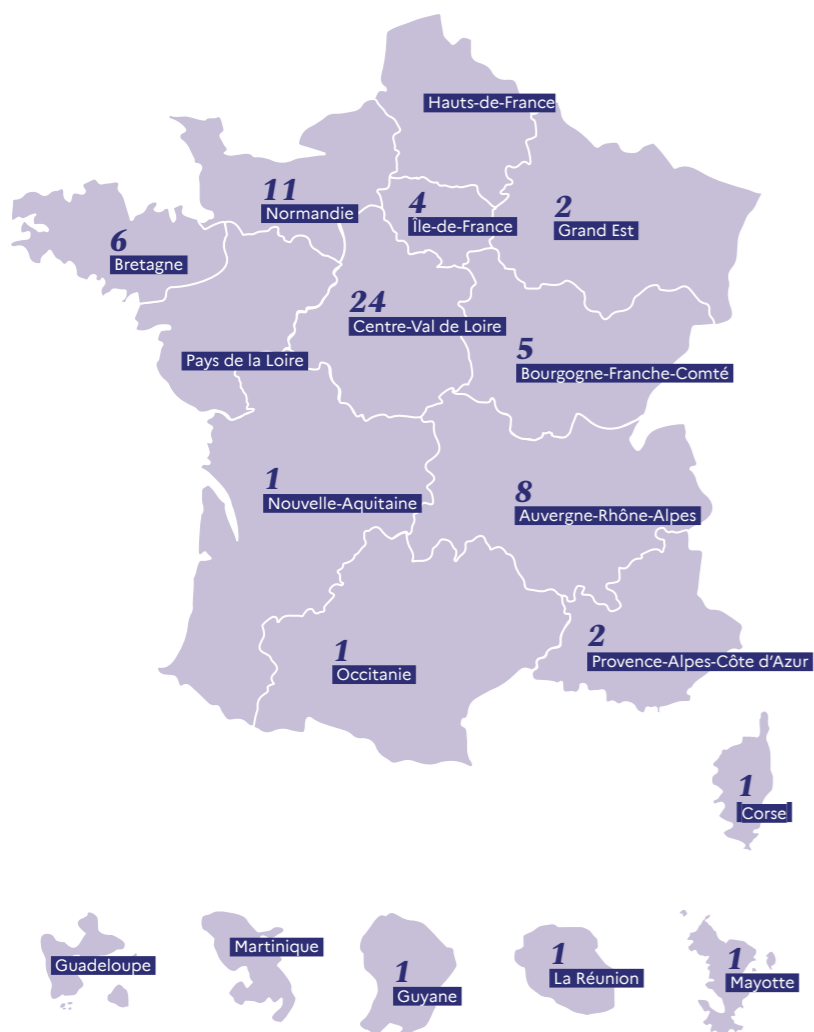 Hauts-de-France
11
Normandie
4
Île-de-France
2
Grand Est
6
Bretagne
24
Centre-Val de Loire
Pays de la Loire
5
Bourgogne-Franche-Comté
1
Nouvelle-Aquitaine
8
Auvergne-Rhône-Alpes
1
Occitanie
2
Provence-Alpes-Côte d’Azur
1
Corse
Guadeloupe
Martinique
1
Guyane
1
La Réunion
1
Mayotte